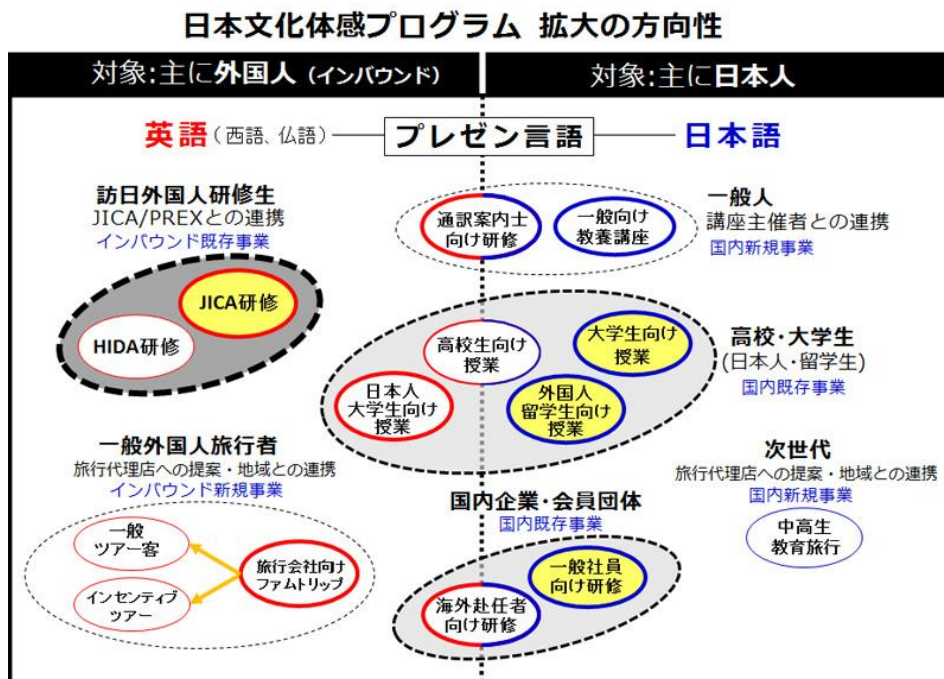 日本文化体感プログラム 拡大の方向性
対象:主に外国人（インバウンド）
対象:主に日本人
英語（西語、仏語）
プレゼン言語
日本語
訪日外国人研修生
JICA/PREXとの連携
インバウンド既存事業
JICA研修
HIDA研修
通訳案内士
向け研修
一般向け
教養講座
一般人
講座主催者との連携
国内新規事業
高校生向け
授業
大学生向け
授業
日本人
大学生向け
授業
外国人
留学生向け
授業
高校・大学生
(日本人・留学生)
国内既存事業
一般外国人旅行者
旅行代理店への提案・地域との連携
インバウンド新規事業
一般
ツアー客
インセンティブ
ツアー
旅行会社向け
ファムトリップ
国内企業・会員団体
国内既存事業
一般社員
向け研修
海外赴任者
向け研修
次世代
旅行代理店への提案・地域との連携
国内新規事業
中高生
教育旅行